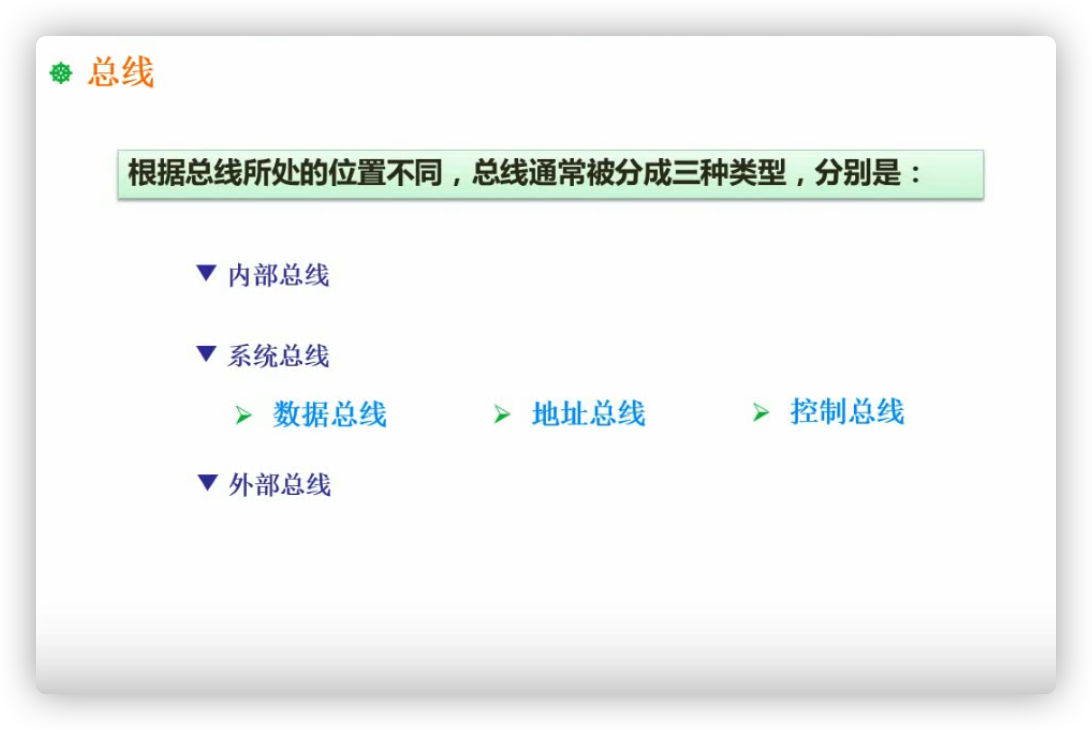 总线
根据总线所处的位置不同，总线通常被分成三种类型，分别是：
内部总线
系统总线
数据总线 地址总线 控制总线
外部总线